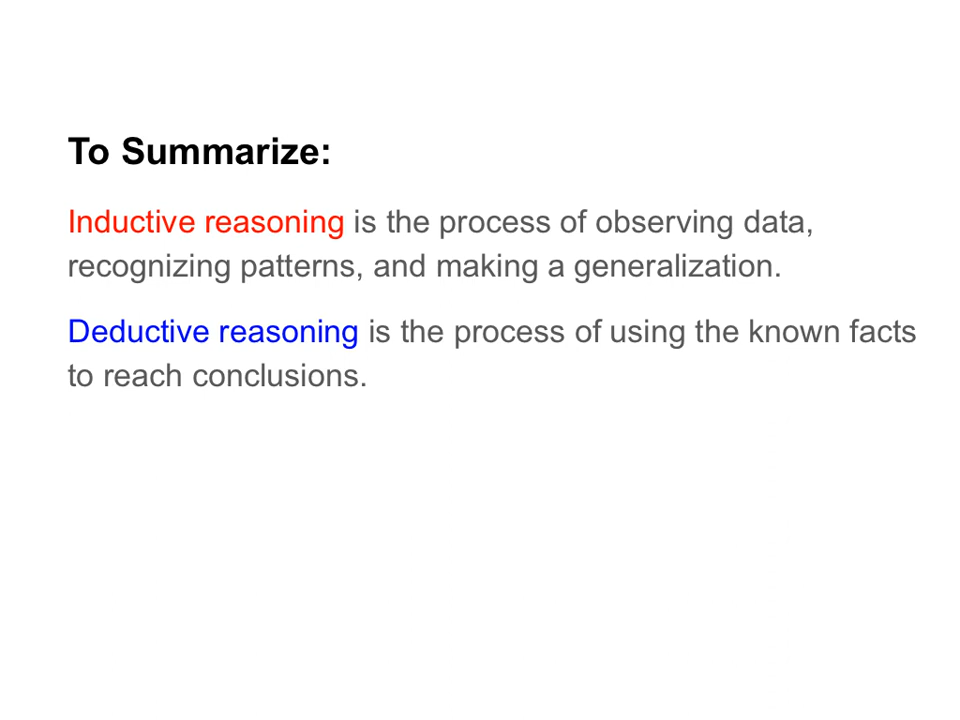 To Summarize:
Inductive reasoning is the process of observing data,
recognizing patterns, and making a generalization.
Deductive reasoning is the process of using the known facts
to reach conclusions.